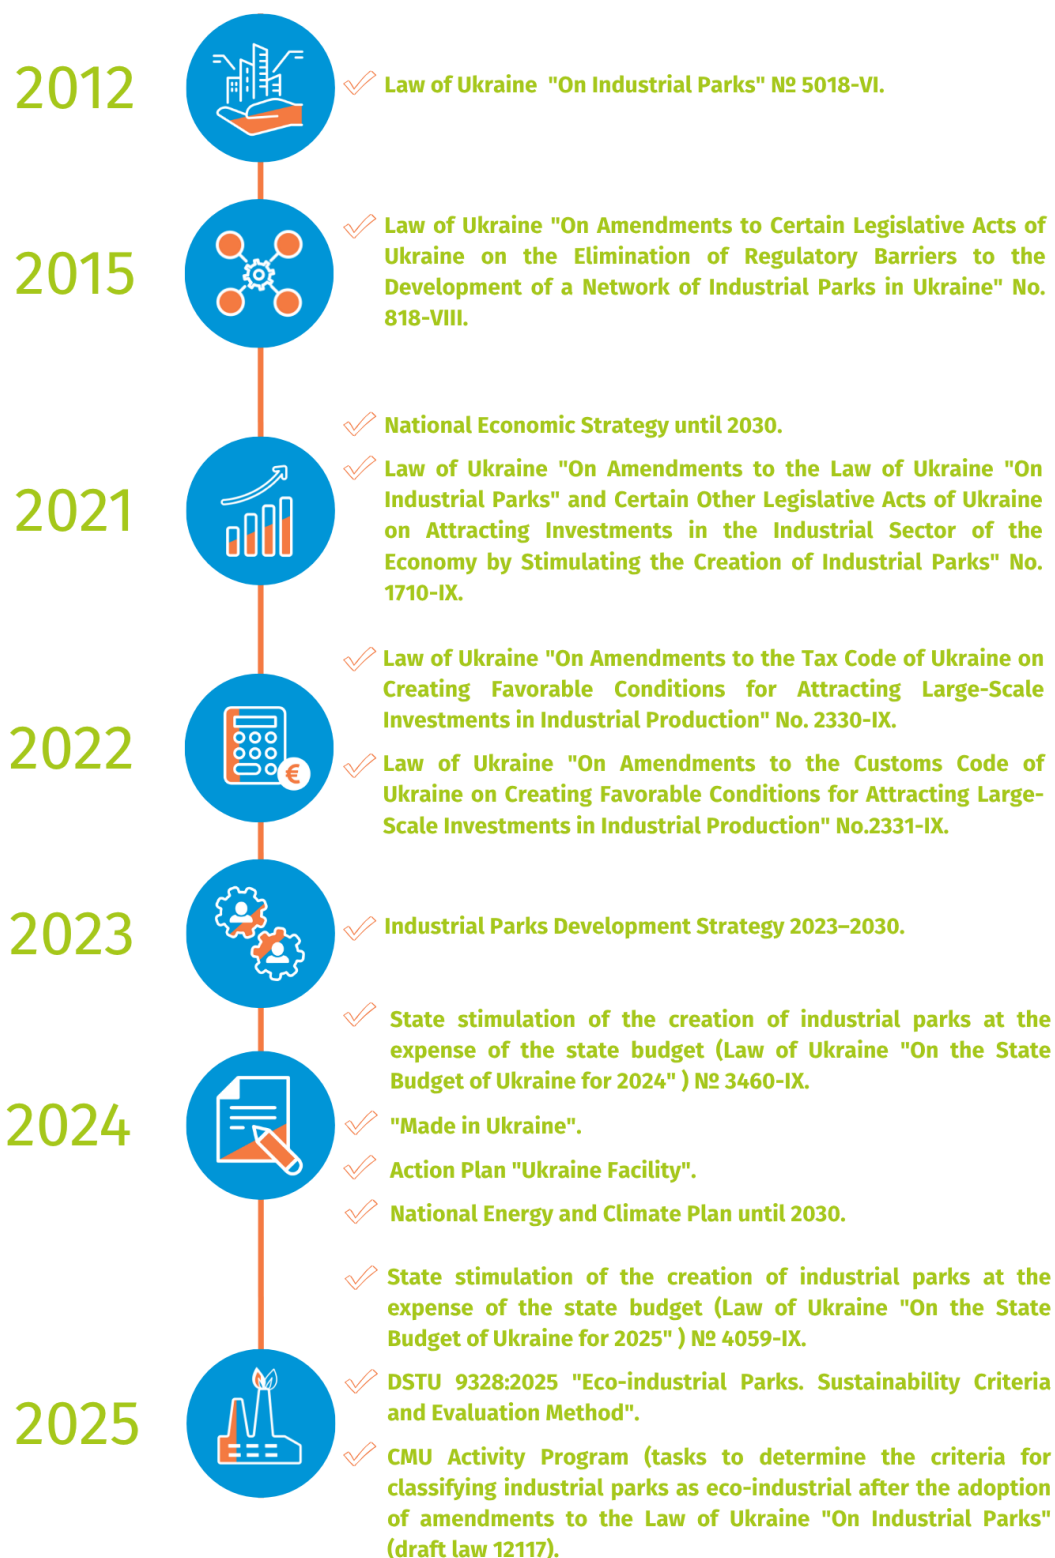 2012
Law of Ukraine "On Industrial Parks" № 5018-VI.
2015
Law of Ukraine "On Amendments to Certain Legislative Acts of
Ukraine on the Elimination of Regulatory Barriers to the
Development of a Network of Industrial Parks in Ukraine" No.
818-VIII.
2021
National Economic Strategy until 2030.
Law of Ukraine "On Amendments to the Law of Ukraine "On
Industrial Parks" and Certain Other Legislative Acts of Ukraine
on Attracting Investments in the Industrial Sector of the
Economy by Stimulating the Creation of Industrial Parks" No.
1710-IX.
2022
Law of Ukraine "On Amendments to the Tax Code of Ukraine on
Creating Favorable Conditions for Attracting Large-Scale
Investments in Industrial Production" No. 2330-IX.
Law of Ukraine "On Amendments to the Customs Code of
Ukraine on Creating Favorable Conditions for Attracting Large-
Scale Investments in Industrial Production" No.2331-IX.
€
2023
Industrial Parks Development Strategy 2023–2030.
2024
State stimulation of the creation of industrial parks at the
expense of the state budget (Law of Ukraine "On the State
Budget of Ukraine for 2024" ) № 3460-IX.
"Made in Ukraine".
Action Plan "Ukraine Facility".
National Energy and Climate Plan until 2030.
2025
State stimulation of the creation of industrial parks at the
expense of the state budget (Law of Ukraine "On the State
Budget of Ukraine for 2025" ) № 4059-IX.
DSTU 9328:2025 "Eco-industrial Parks. Sustainability Criteria
and Evaluation Method".
CMU Activity Program (tasks to determine the criteria for
classifying industrial parks as eco-industrial after the adoption
of amendments to the Law of Ukraine "On Industrial Parks"
(draft law 12117).